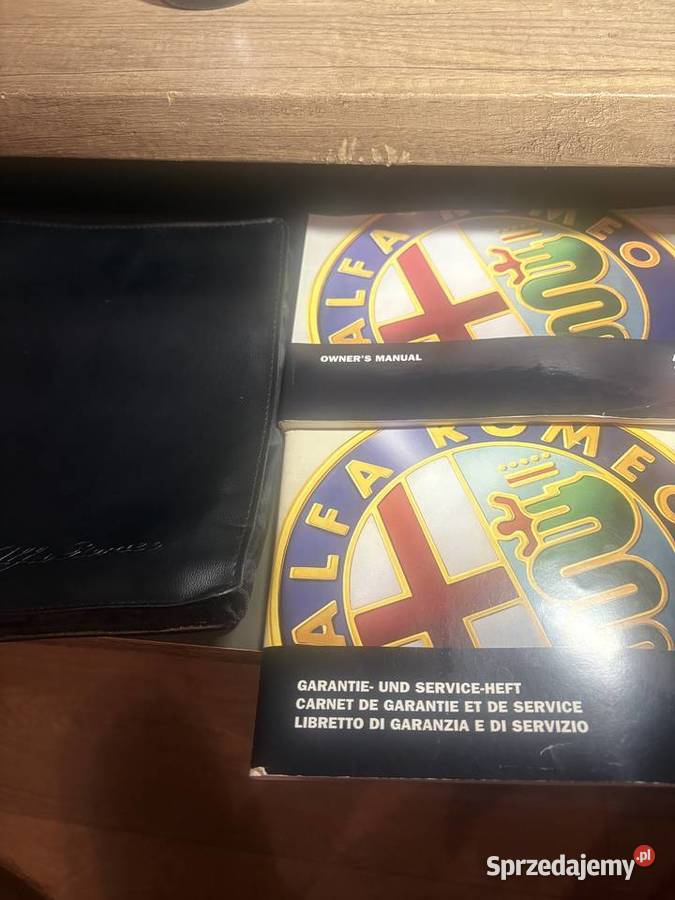 ALFA ROMEO
OWNER'S MANUAL
ALFA ROMEO
Alfa Romeo
GARANTIE- UND SERVICE-HEFT
CARNET DE GARANTIE ET DE SERVICE
LIBRETTO DI GARANZIA E DI SERVIZIO
Sprzedajemy.pl